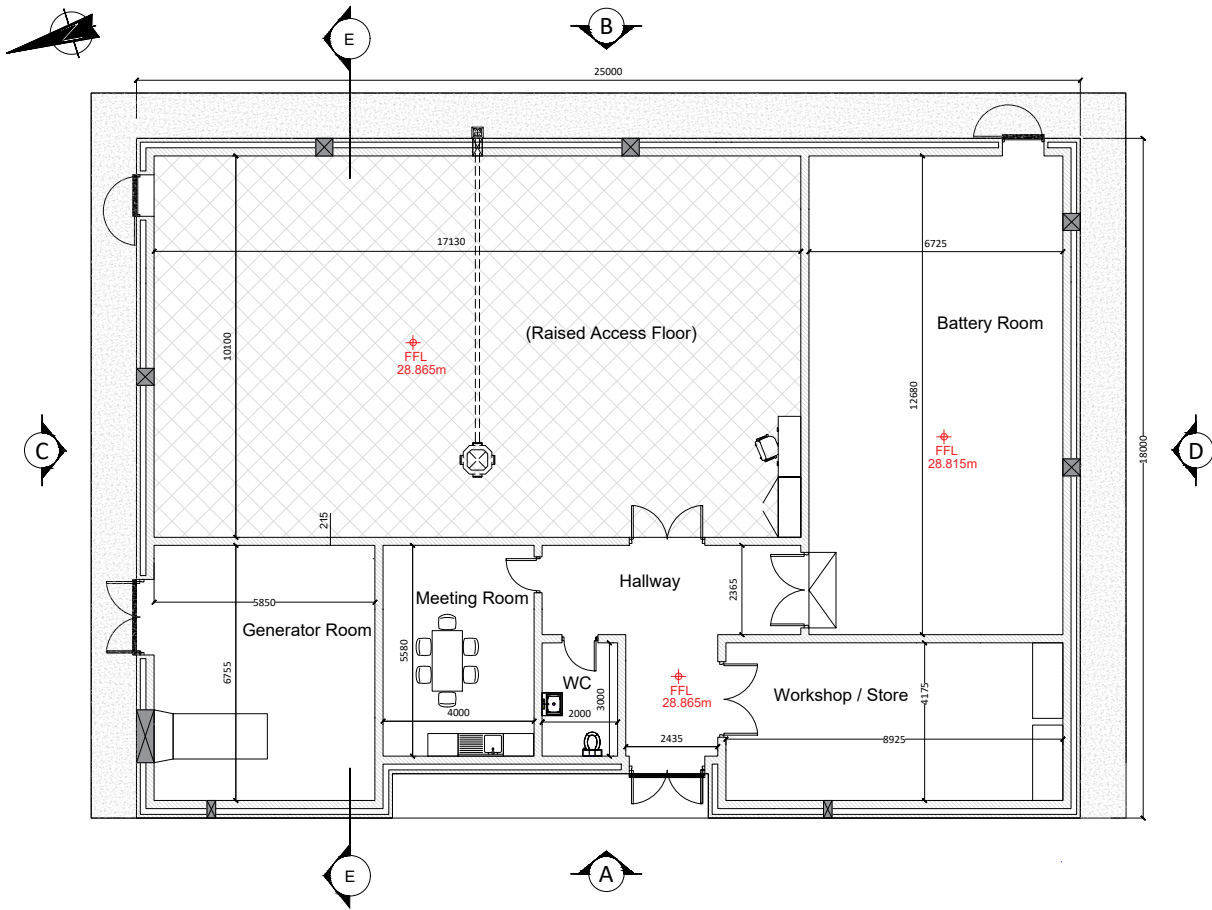 Z
E
B
25000
17130
6725
(Raised Access Floor)
Battery Room
10100
FFL
28.865m
12680
C
FFL
28.815m
18000
D
215
Hallway
2365
5850
Meeting Room
Generator Room
5580
6755
WC
3000
FFL
28.865m
Workshop / Store
4175
4000
2000
2435
8925
E
A